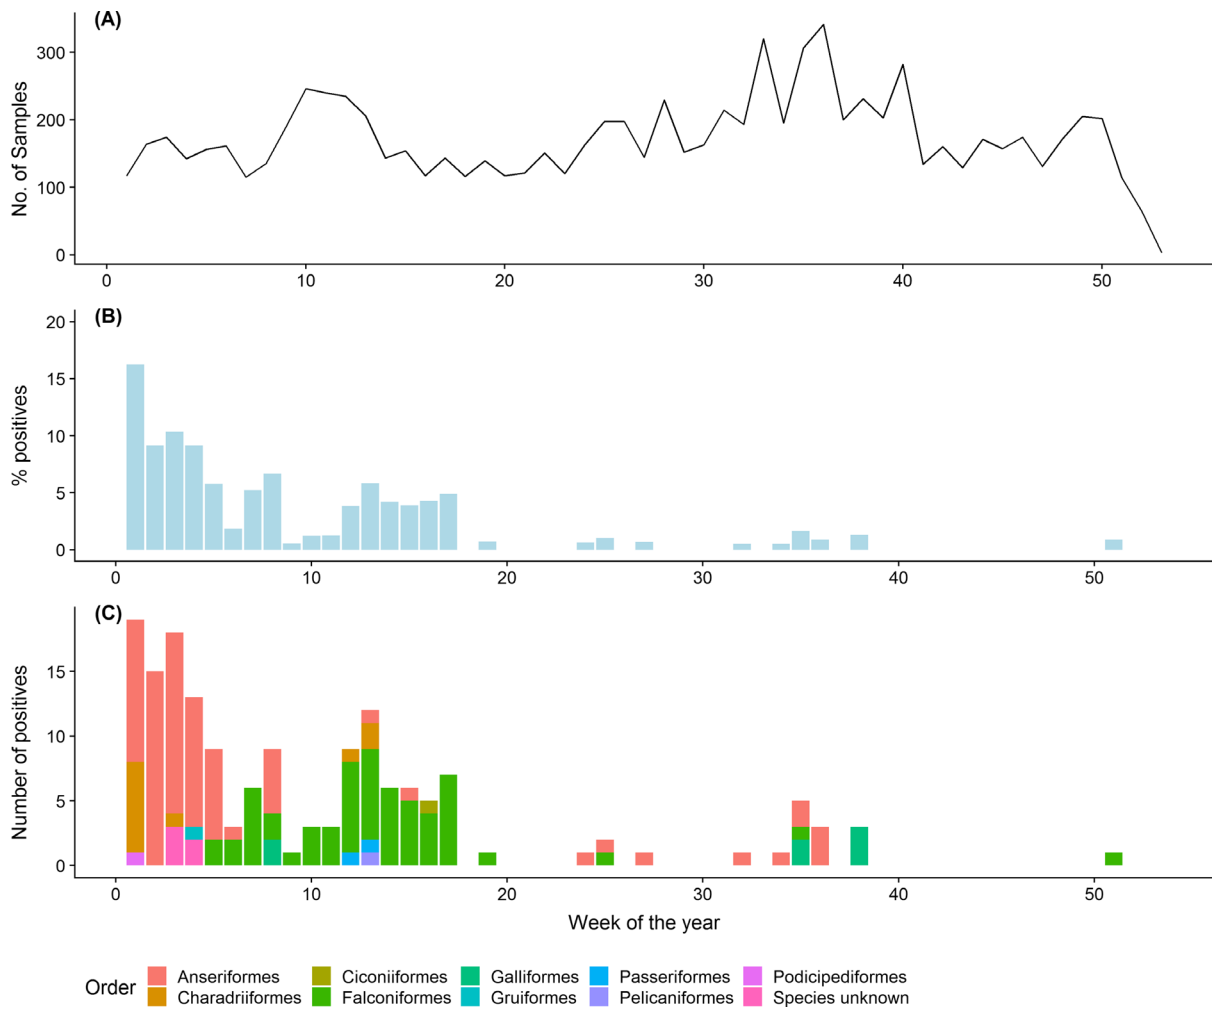 (A)
No. of Samples
300
200
100
0
0 10 20 30 40 50
(B)
% positives
20
15
10
5
0
0 10 20 30 40 50
(C)
Number of positives
15
10
5
0
0 10 20 30 40 50
Week of the year
Order
Anseriformes Ciconiiformes Galliformes Passeriformes Podicipediformes
Charadriiformes Falconiformes Gruiformes Pelicaniformes Species unknown